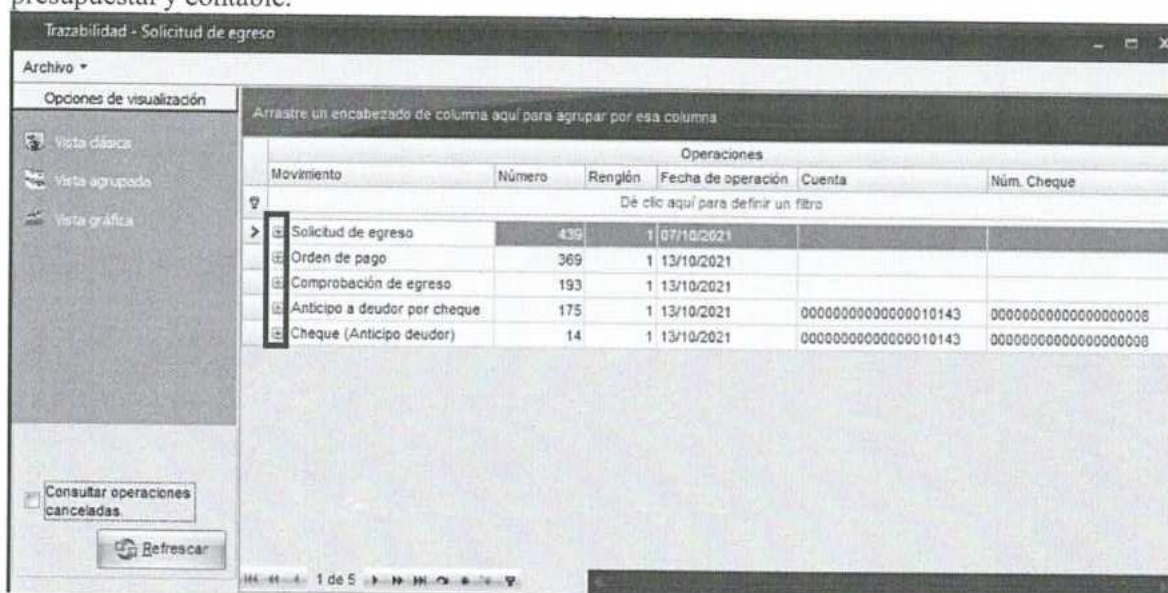 presupuestal y contable.
Trazabilidad - Solicitud de egreso
Archivo
Opciones de visualización
Vista clásica
Vista agrupada
Vista gráfica
Arrastre un encabezado de columna aquí para agrupar por esa columna
Operaciones
Movimiento Número Renglón Fecha de operación Cuenta Núm. Cheque
Dé clic aquí para definir un filtro
Solicitud de egreso 439 1 07/10/2021
Orden de pago 369 1 13/10/2021
Comprobación de egreso 193 1 13/10/2021
Anticipo a deudor por cheque 175 1 13/10/2021 00000000000000010143 00000000000000000008
Cheque (Anticipo deudor) 14 1 13/10/2021 00000000000000010143 00000000000000000008
Consultar operaciones
canceladas.
Refrescar
1 de 5